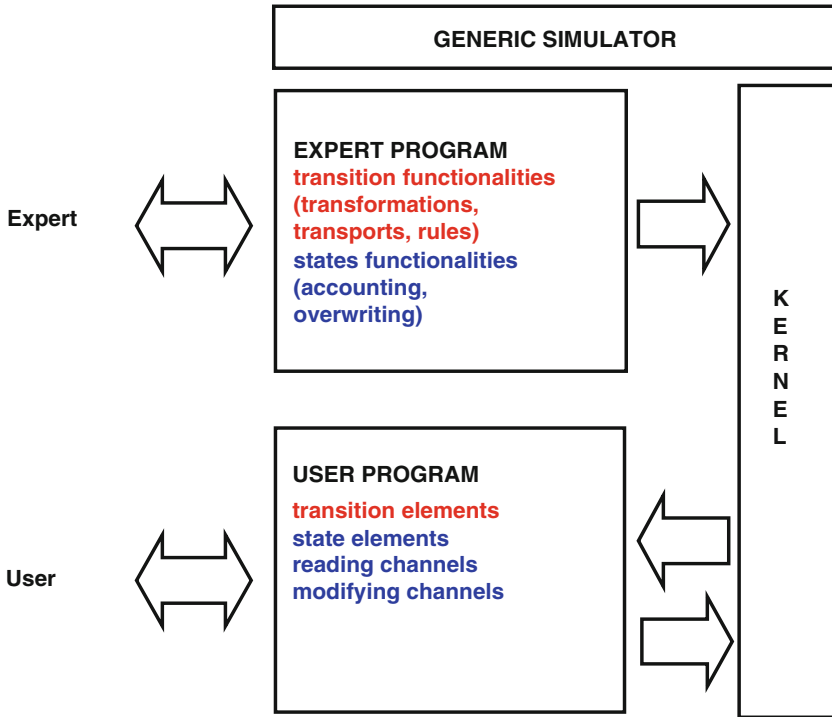 GENERIC SIMULATOR
EXPERT PROGRAM
transition functionalities
(transformations,
transports, rules)
states functionalities
(accounting,
overwriting)
Expert
K
E
R
N
E
L
USER PROGRAM
transition elements
state elements
reading channels
modifying channels
User